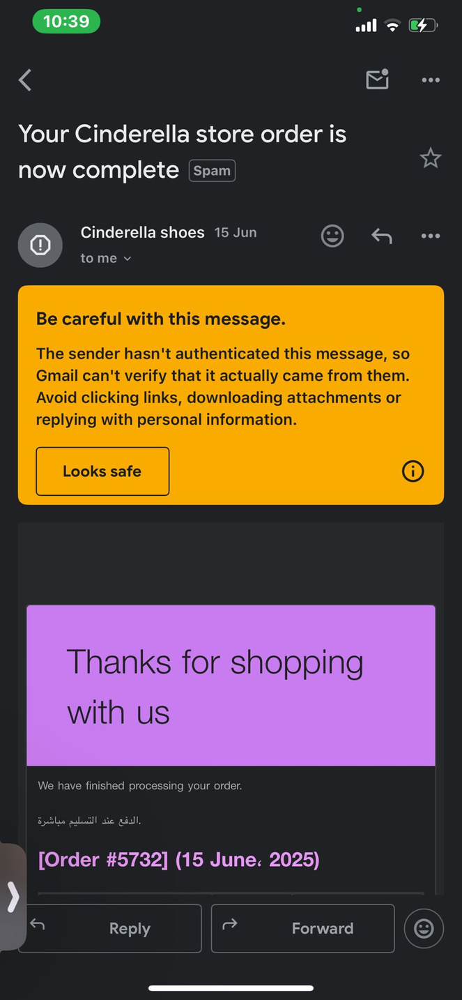 10:39
Your Cinderella store order is
now complete Spam
Cinderella shoes 15 Jun
to me
Be careful with this message.
The sender hasn't authenticated this message, so
Gmail can't verify that it actually came from them.
Avoid clicking links, downloading attachments or
replying with personal information.
Looks safe
Thanks for shopping
with us
We have finished processing your order.
الدفع عند التسليم مباشرة.
[Order #5732] (15 June، 2025)
Reply Forward